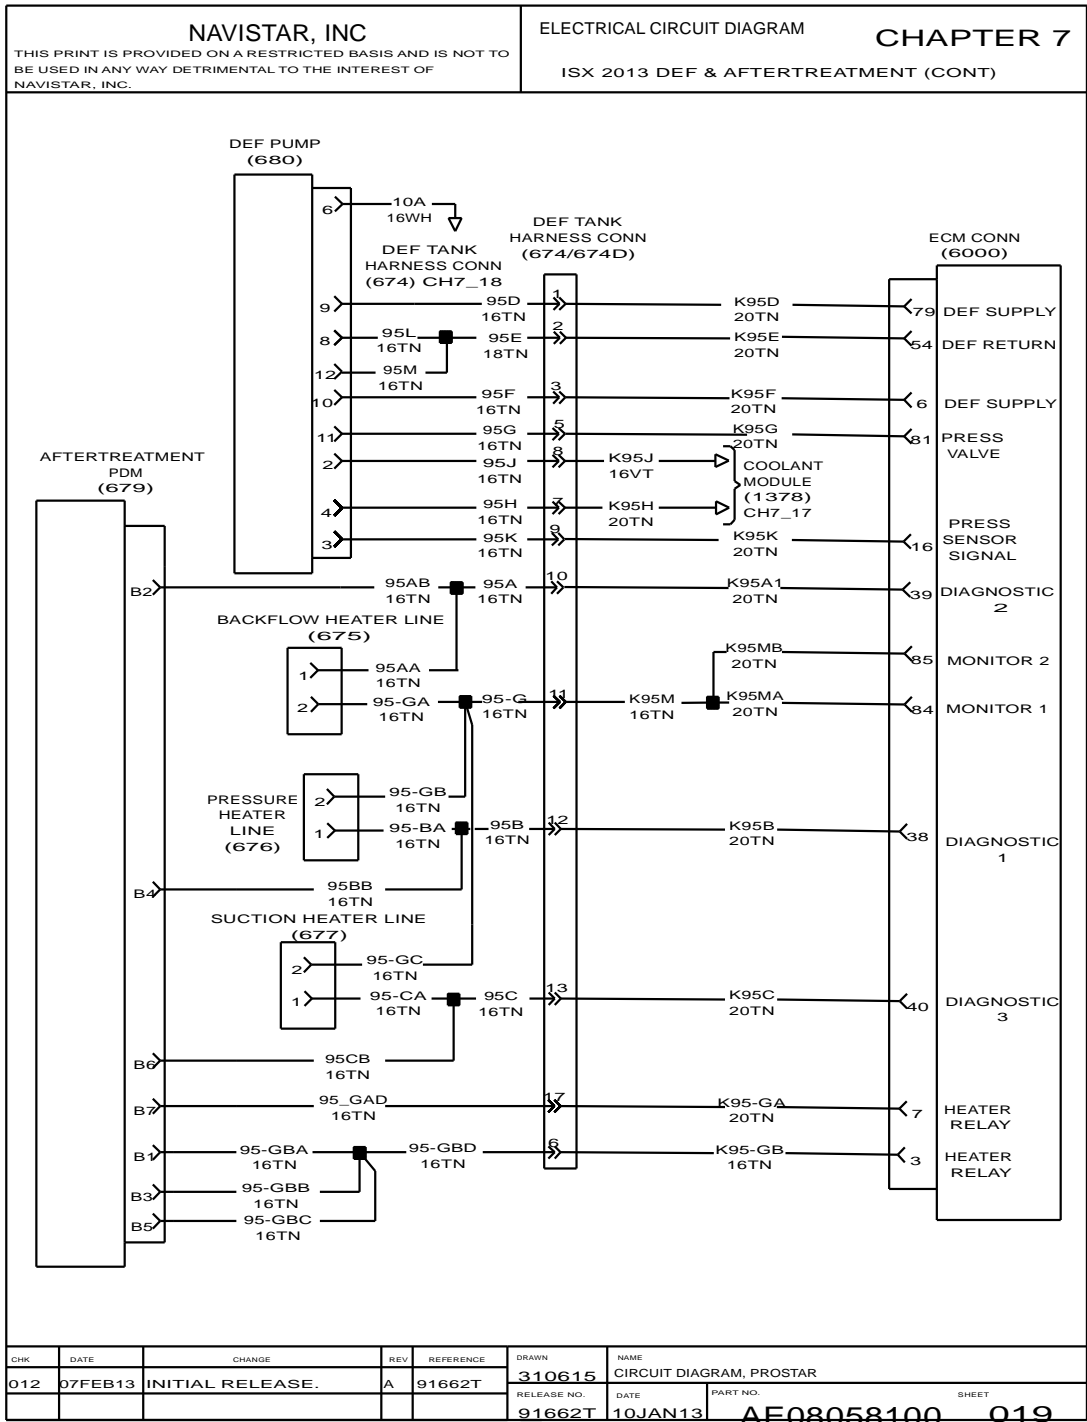 NAVISTAR, INC
THIS PRINT IS PROVIDED ON A RESTRICTED BASIS AND IS NOT TO
BE USED IN ANY WAY DETRIMENTAL TO THE INTEREST OF
NAVISTAR, INC.
ELECTRICAL CIRCUIT DIAGRAM
CHAPTER 7
ISX 2013 DEF & AFTERTREATMENT (CONT)
DEF PUMP
(680)
6
10A
16WH
DEF TANK
HARNESS CONN
(674) CH7_18
DEF TANK
HARNESS CONN
(674/674D)
ECM CONN
(6000)
9
95D
16TN
1
K95D
20TN
79
DEF SUPPLY
8
95L
16TN
95E
18TN
2
K95E
20TN
54
DEF RETURN
12
95M
16TN
10
95F
16TN
3
K95F
20TN
6
DEF SUPPLY
11
95G
16TN
5
K95G
20TN
81
PRESS
VALVE
2
95J
16TN
8
K95J
16VT
COOLANT
MODULE
(1378)
CH7_17
4
95H
16TN
7
K95H
20TN
3
95K
16TN
9
K95K
20TN
16
PRESS
SENSOR
SIGNAL
AFTERTREATMENT
PDM
(679)
B2
95AB
16TN
95A
16TN
10
K95A1
20TN
39
DIAGNOSTIC
2
BACKFLOW HEATER LINE
(675)
1
95AA
16TN
2
95-GA
16TN
95-G
16TN
11
K95M
16TN
K95MB
20TN
85
MONITOR 2
K95MA
20TN
84
MONITOR 1
PRESSURE
HEATER
LINE
(676)
2
95-GB
16TN
1
95-BA
16TN
95B
16TN
12
K95B
20TN
38
DIAGNOSTIC
1
B4
95BB
16TN
SUCTION HEATER LINE
(677)
2
95-GC
16TN
1
95-CA
16TN
95C
16TN
13
K95C
20TN
40
DIAGNOSTIC
3
B6
95CB
16TN
B7
95_GAD
16TN
17
K95-GA
20TN
7
HEATER
RELAY
B1
95-GBA
16TN
95-GBD
16TN
6
K95-GB
16TN
3
HEATER
RELAY
B3
95-GBB
16TN
B5
95-GBC
16TN
CHK DATE CHANGE REV REFERENCE
012 07FEB13 INITIAL RELEASE. A 91662T
DRAWN
310615
NAME
CIRCUIT DIAGRAM, PROSTAR
RELEASE NO.
91662T
DATE
10JAN13
PART NO.
AE08058100
SHEET
019